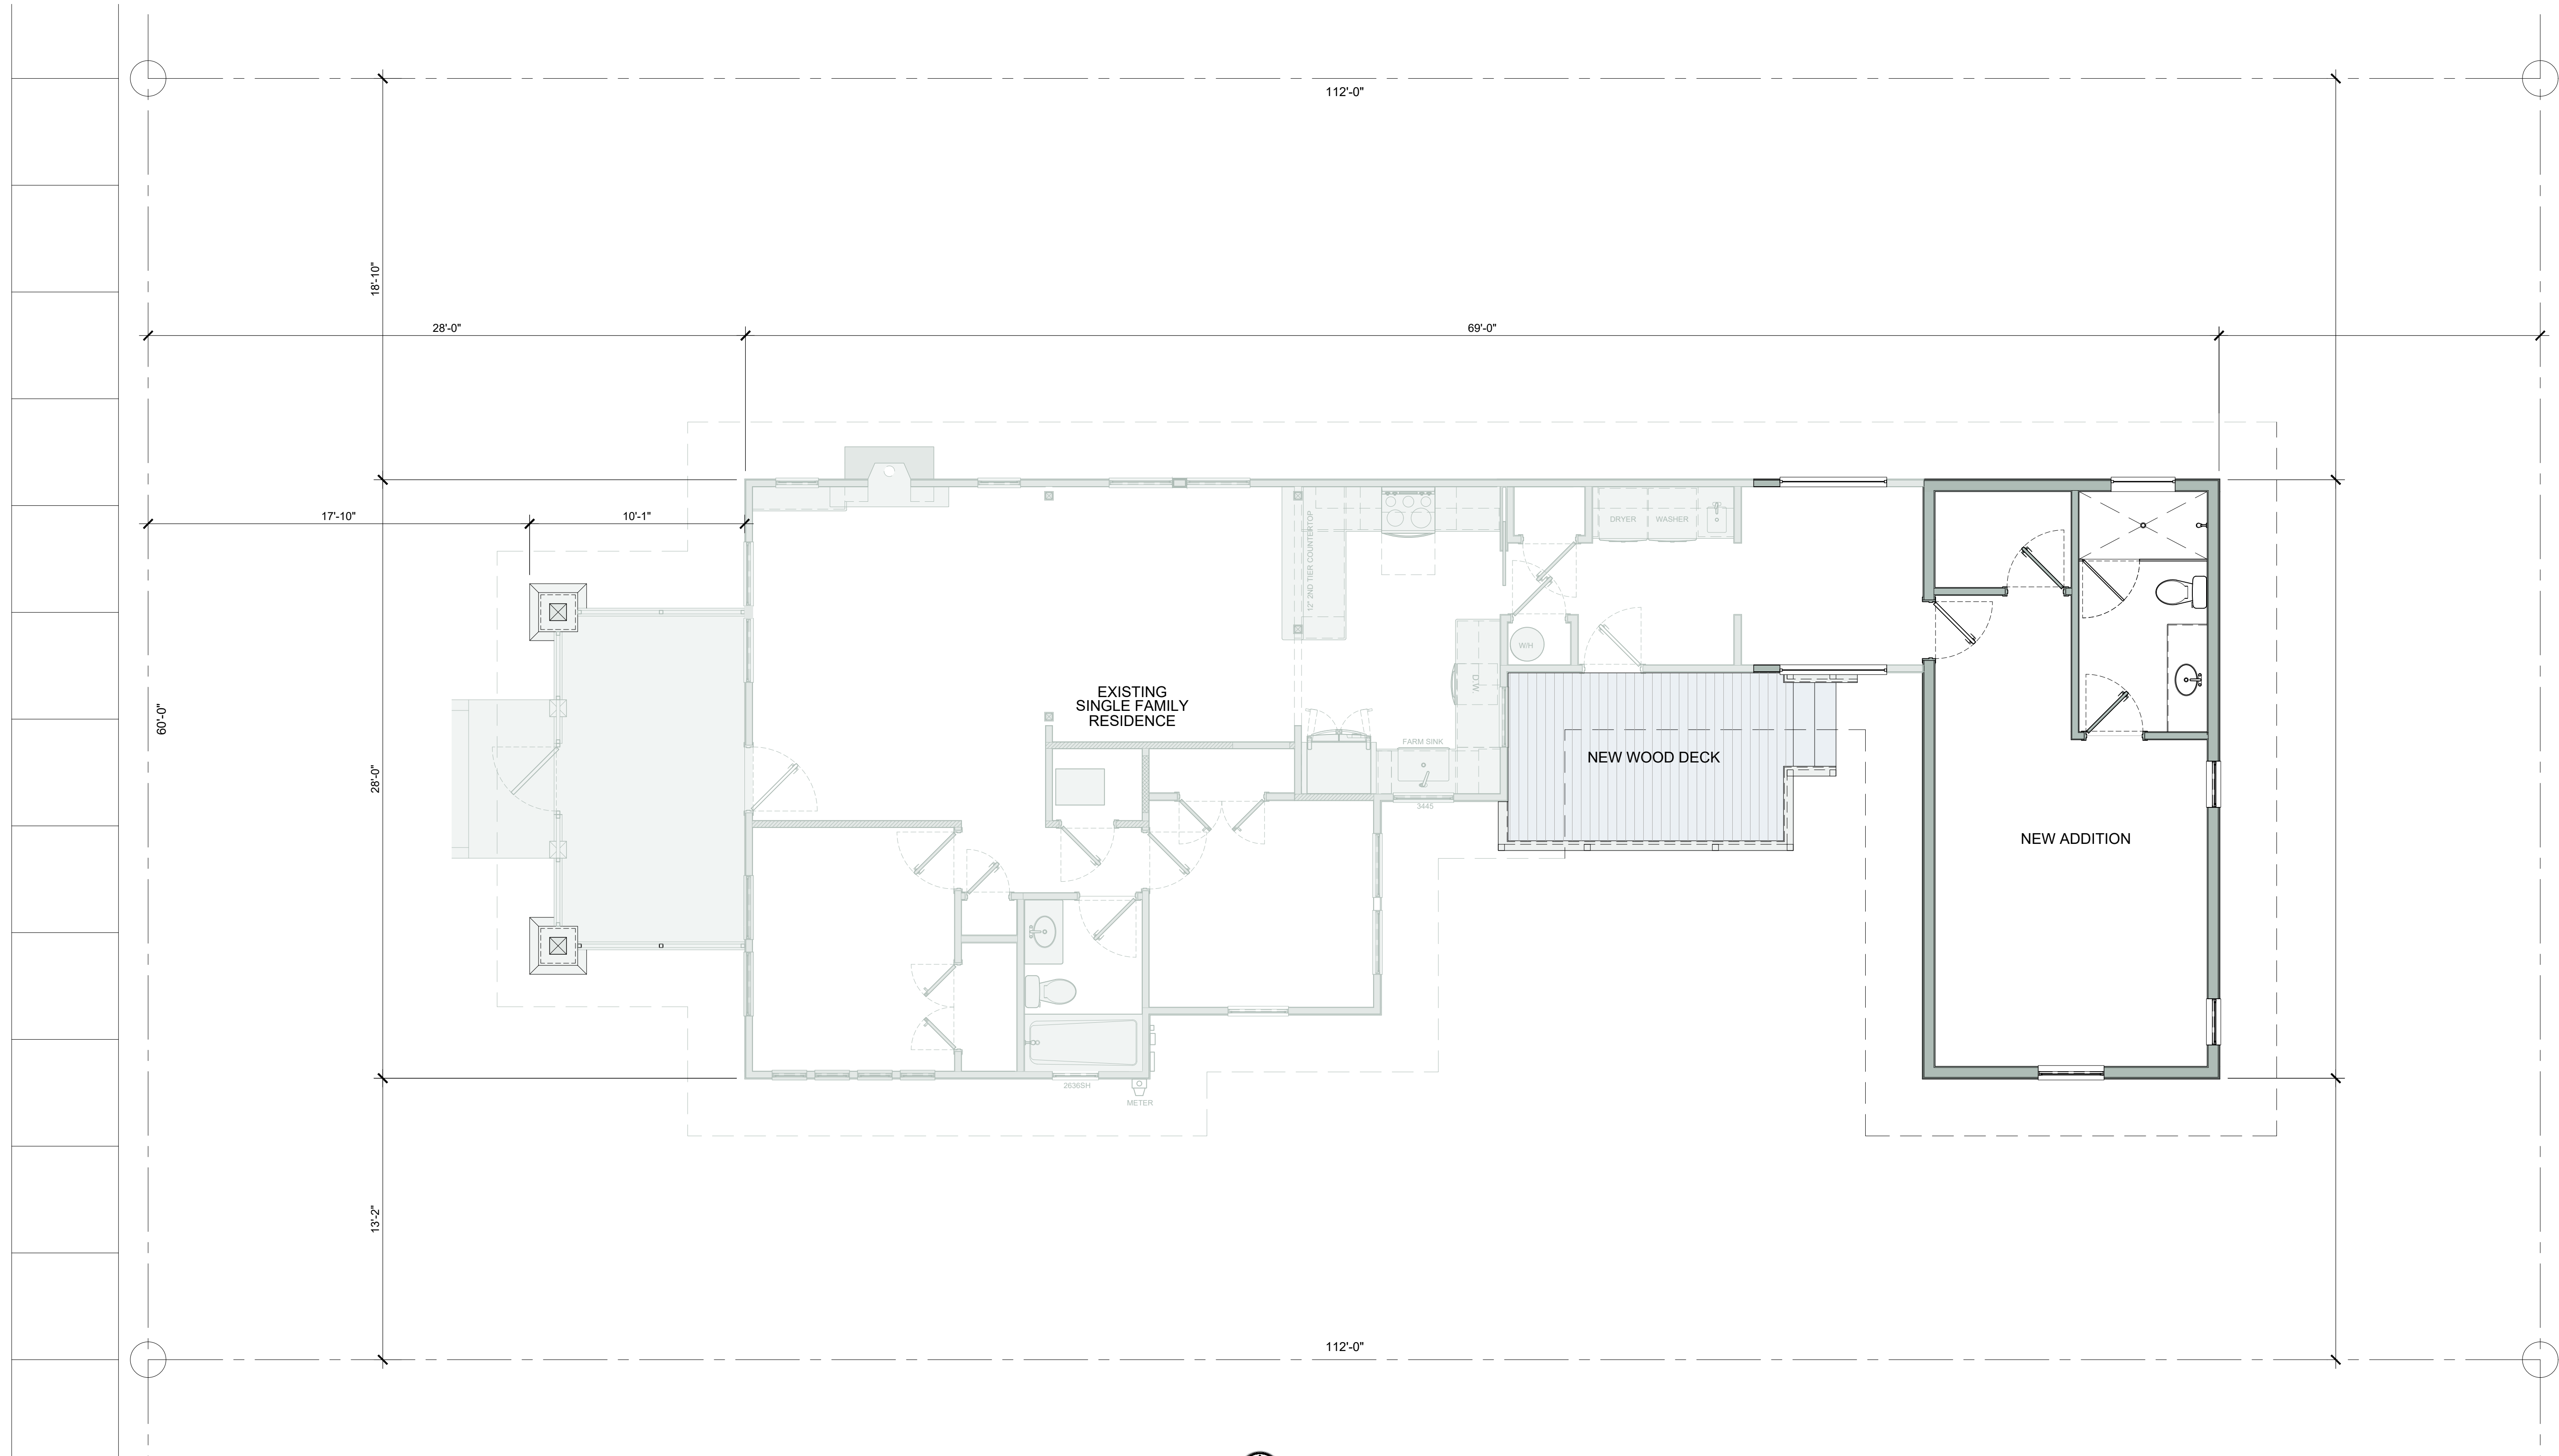 112'-0"
18'-10"
28'-0"
69'-0"
17'-10"
10'-1"
12" 2ND TIER COUNTERTOP
DRYER
WASHER
W/H
D.W.
EXISTING
SINGLE FAMILY
RESIDENCE
60'-0"
FARM SINK
NEW WOOD DECK
28'-0"
3445
NEW ADDITION
2636SH
METER
13'-2"
112'-0"